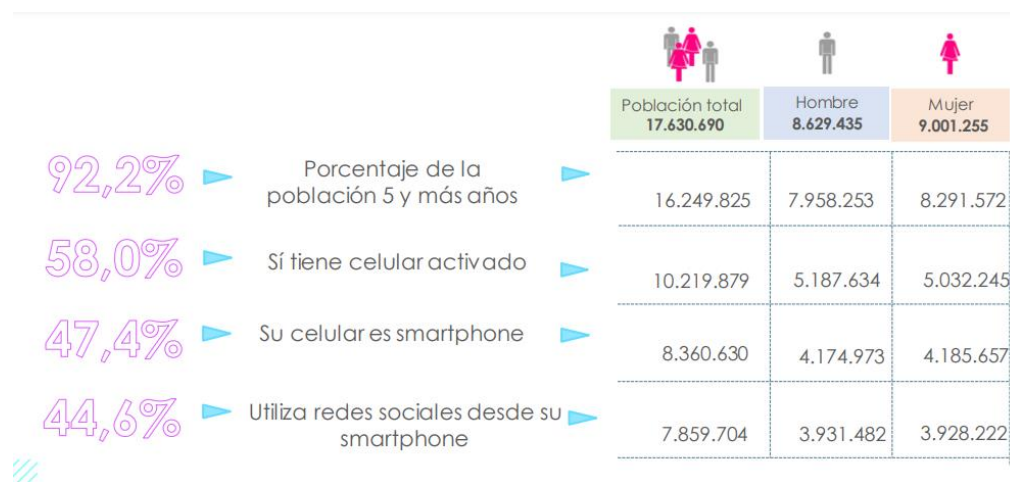 Población total Hombre Mujer
17.630.690 8.629.435 9.001.255
92,2% Porcentaje de la
población 5 y más años
16.249.825 7.958.253 8.291.572
58,0% Sí tiene celular activado
10.219.879 5.187.634 5.032.245
47,4% Su celular es smartphone
8.360.630 4.174.973 4.185.657
44,6% Utiliza redes sociales desde su
smartphone
7.859.704 3.931.482 3.928.222